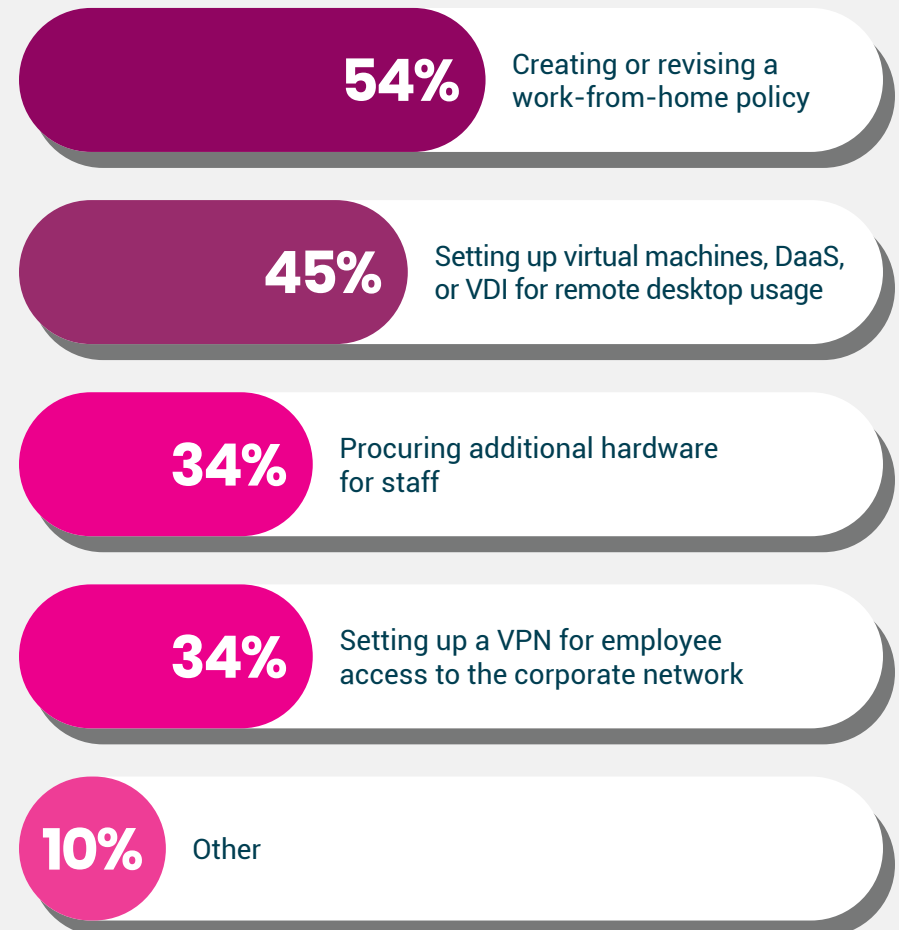 54%
Creating or revising a
work-from-home policy
45%
Setting up virtual machines, DaaS,
or VDI for remote desktop usage
34%
Procuring additional hardware
for staff
34%
Setting up a VPN for employee
access to the corporate network
10%
Other